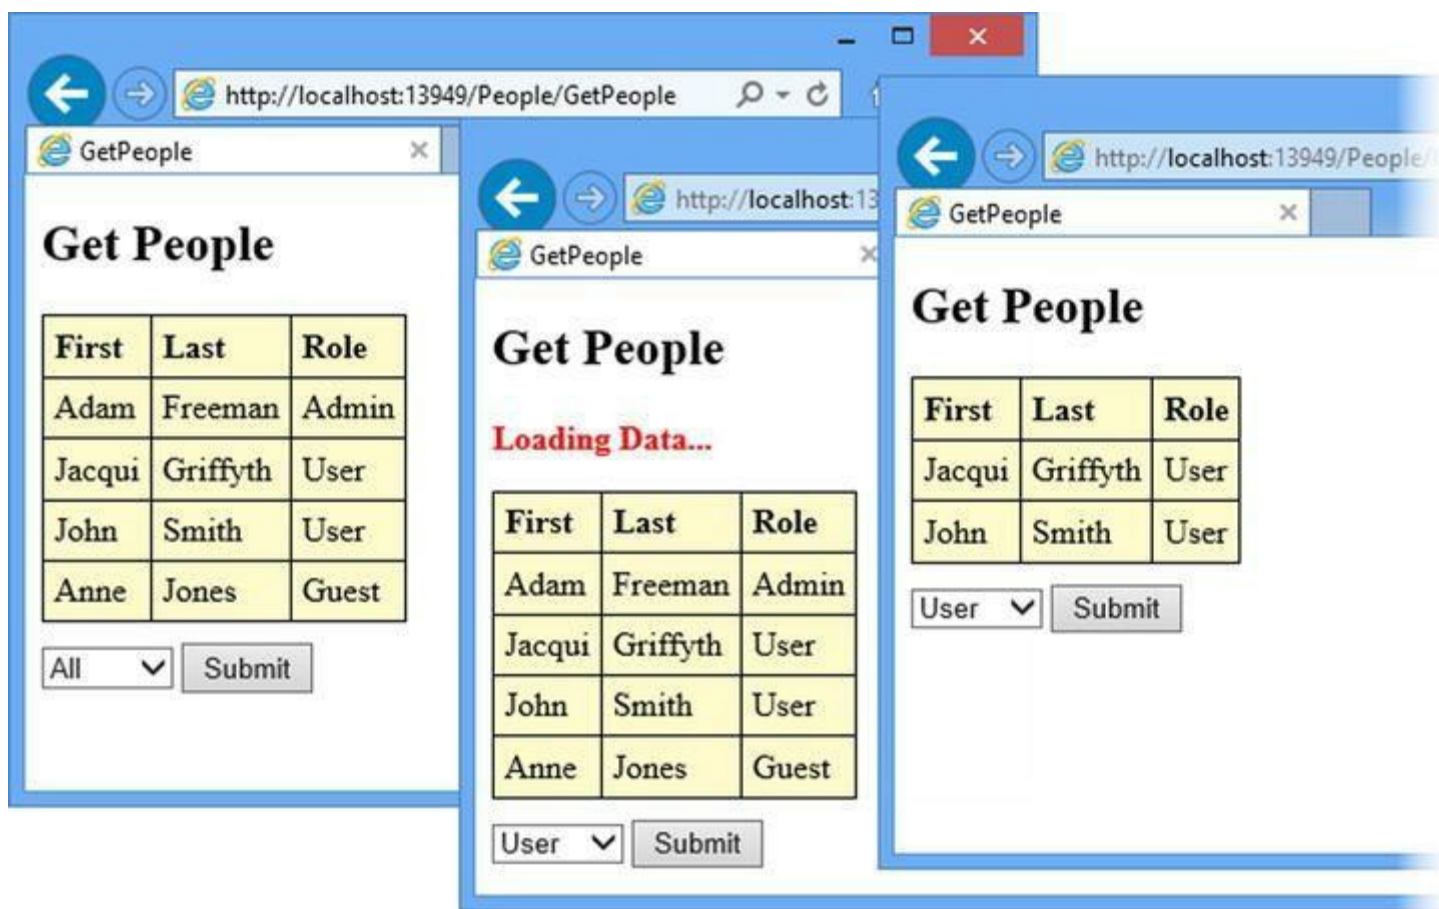 http://localhost:13949/People/GetPeople
GetPeople
Get People
First Last Role
Adam Freeman Admin
Jacqui Griffyth User
John Smith User
Anne Jones Guest
All Submit
http://localhost:13
GetPeople
Get People
Loading Data...
First Last Role
Adam Freeman Admin
Jacqui Griffyth User
John Smith User
Anne Jones Guest
User Submit
http://localhost:13949/People/
GetPeople
Get People
First Last Role
Jacqui Griffyth User
John Smith User
User Submit